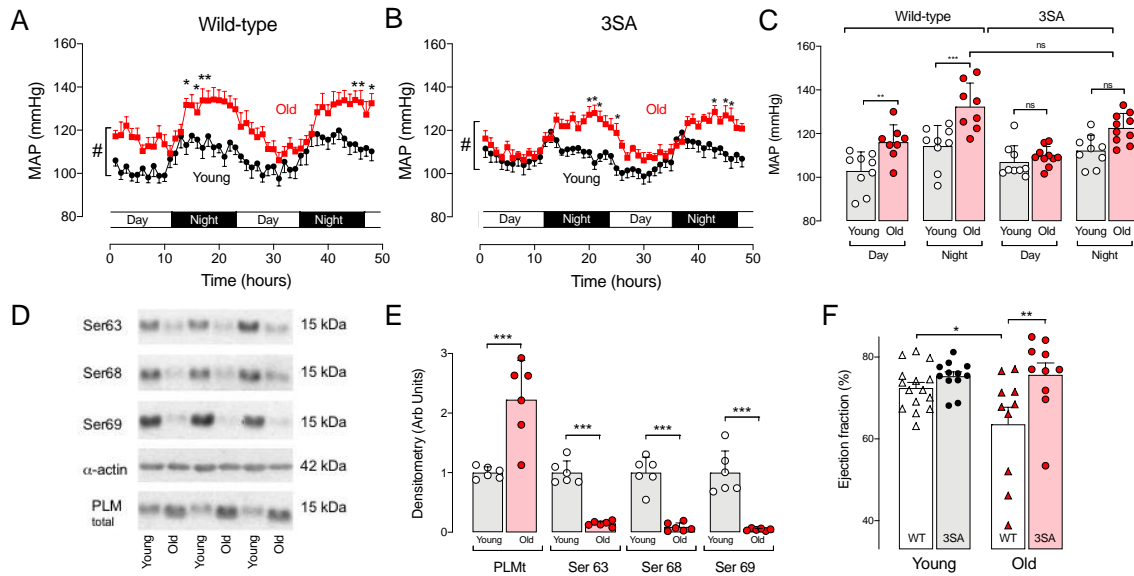 A
Wild-type
MAP (mmHg)
160
140
120
100
80
#
* * **
** *
Old
Young
Day Night Day Night
0 10 20 30 40 50
Time (hours)
B
3SA
MAP (mmHg)
160
140
120
100
80
#
** * *
* ** 
Old
Young
Day Night Day Night
0 10 20 30 40 50
Time (hours)
C
Wild-type 3SA
MAP (mmHg)
160
140
120
100
80
ns
***
** ns ns
Young Old Young Old Young Old Young Old
Day Night Day Night
D
Ser63 15 kDa
Ser68 15 kDa
Ser69 15 kDa
α-actin 42 kDa
PLM 15 kDa
total
Young Old Young Old Young Old
E
Densitometry (Arb Units)
3
2
1
0
*** *** *** ***
Young Old Young Old Young Old Young Old
PLMt Ser 63 Ser 68 Ser 69
F
Ejection fraction (%)
80
60
40
* **
WT 3SA WT 3SA
Young Old